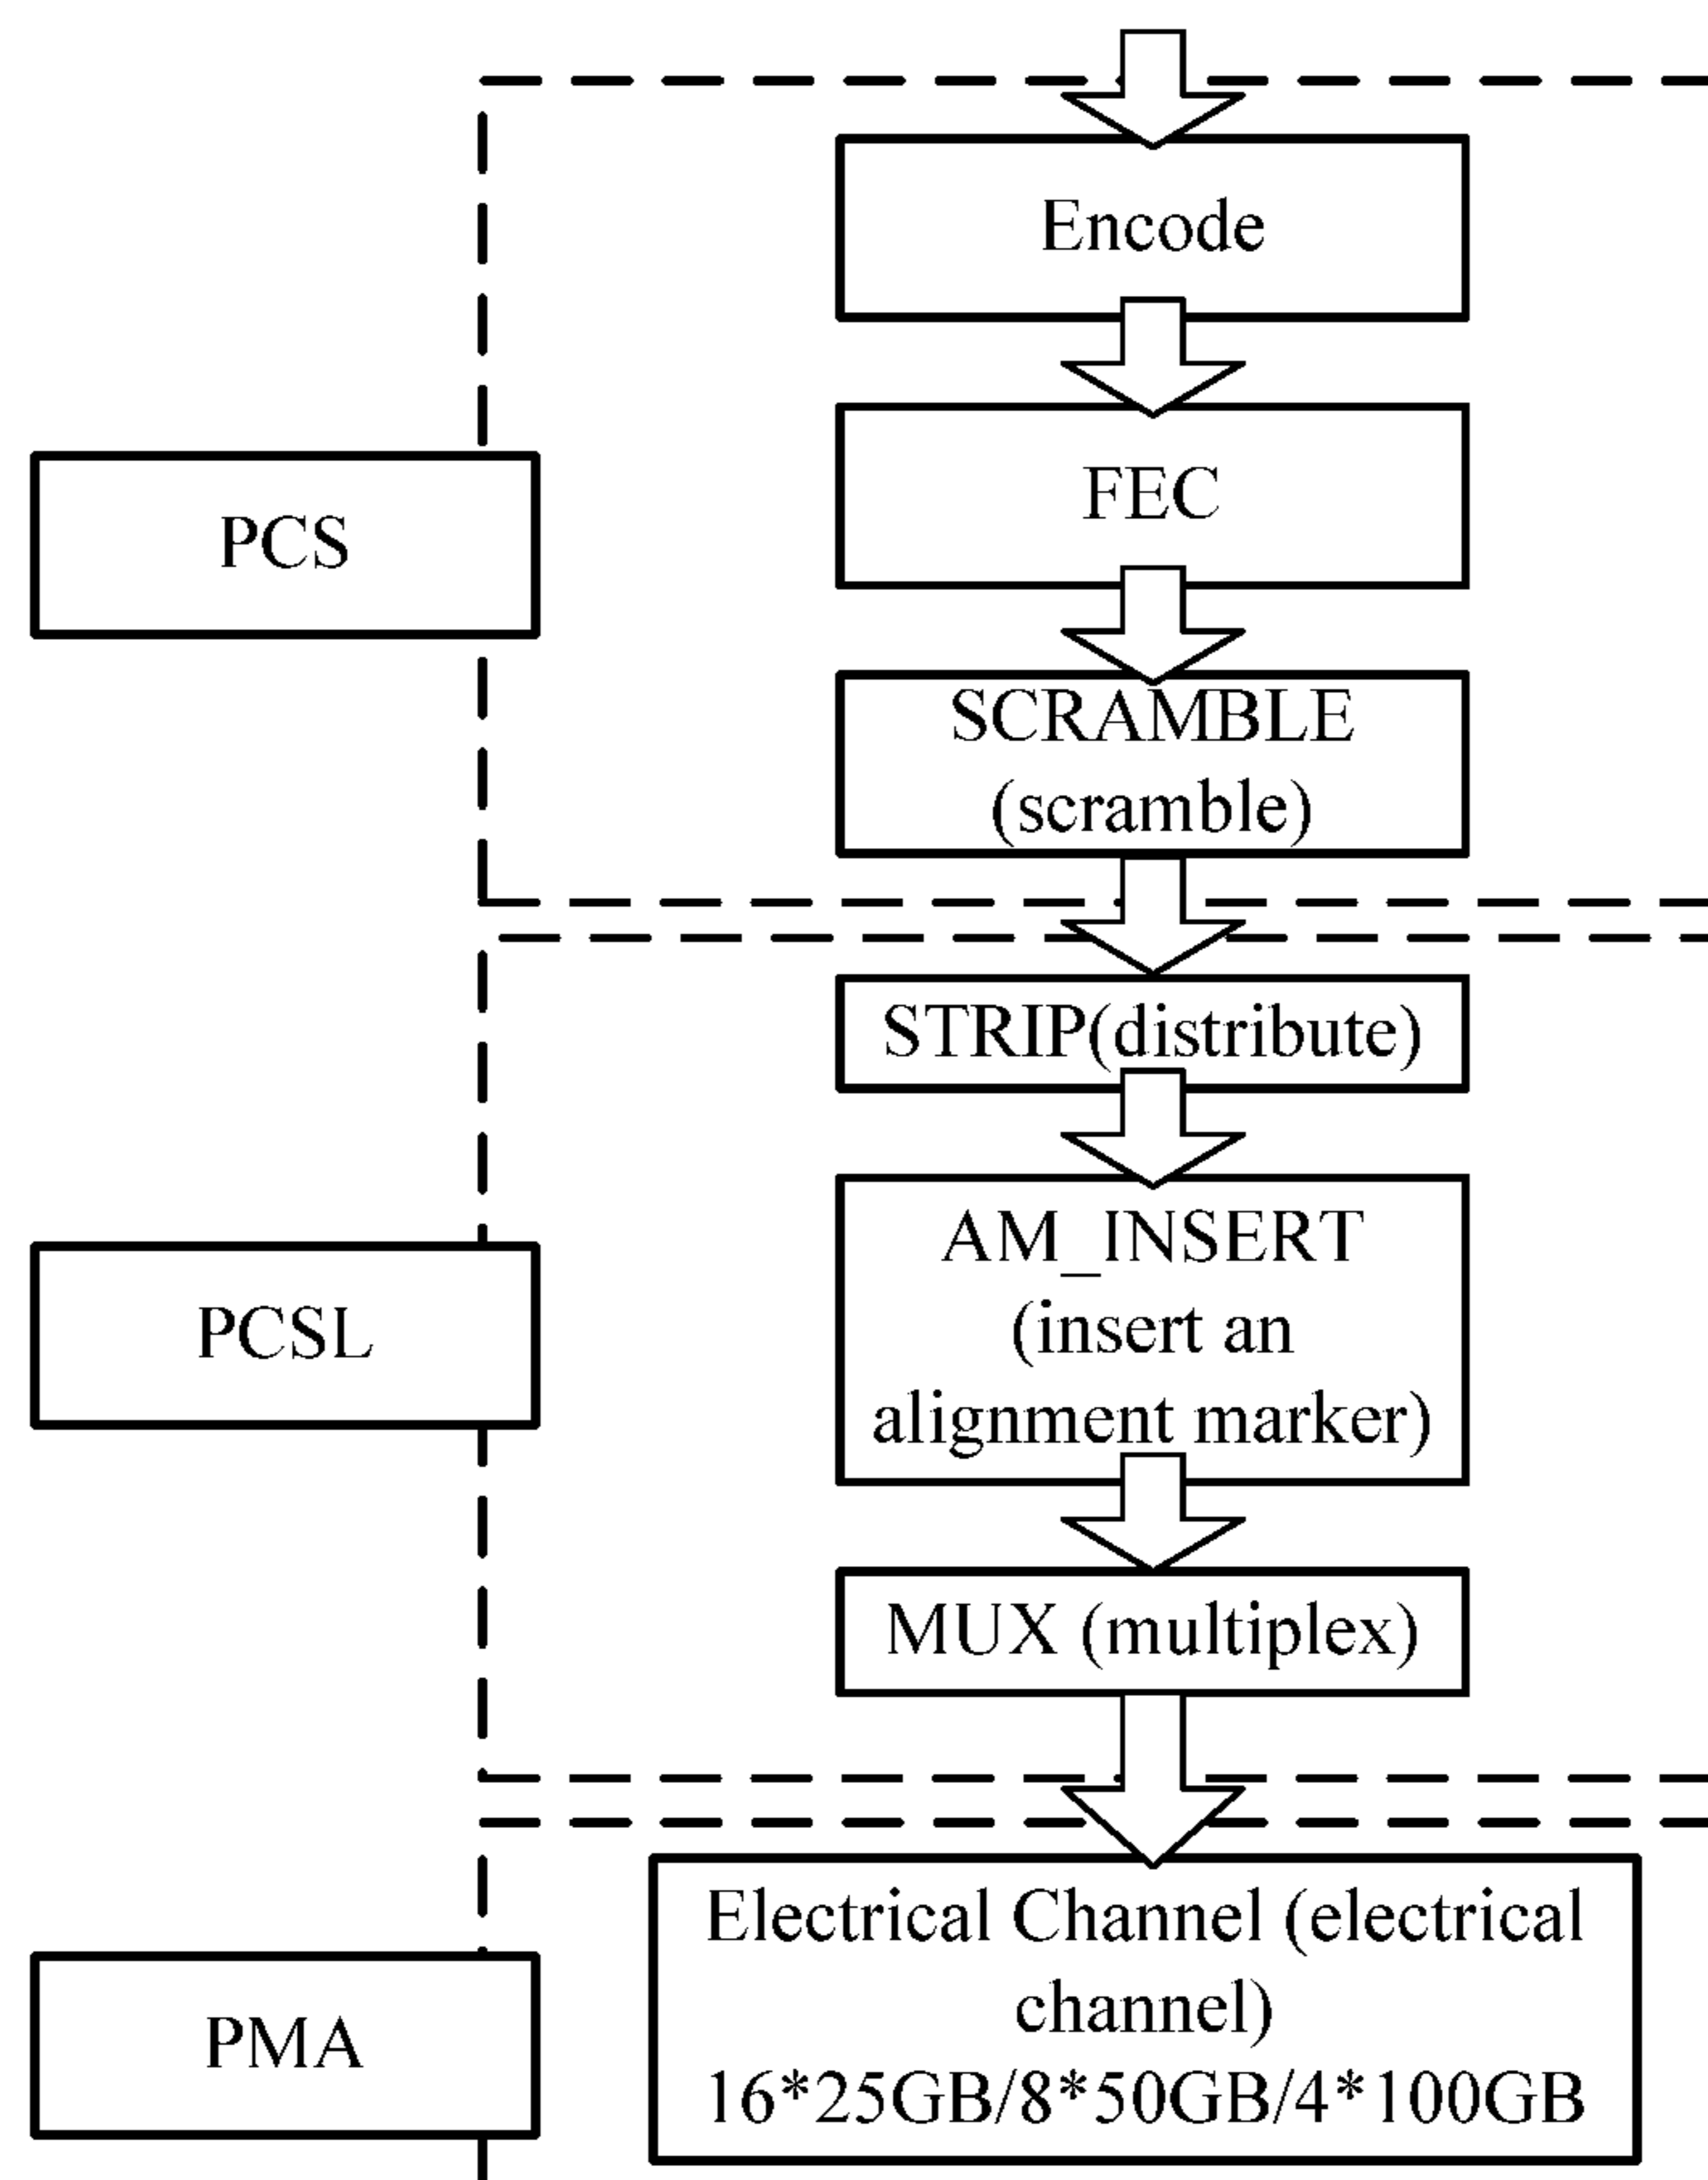 Encode
FEC
PCS
SCRAMBLE
(scramble)
STRIP(distribute)
AM_INSERT
(insert an
alignment marker)
PCSL
MUX (multiplex)
Electrical Channel (electrical
channel)
16*25GB/8*50GB/4*100GB
PMA